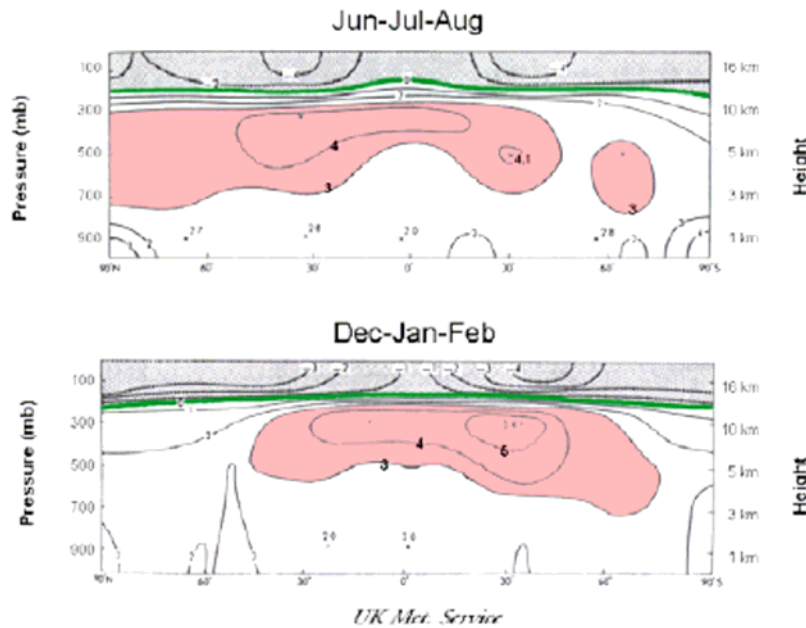 Jun-Jul-Aug
Pressure (mb)
100
300
500
700
900
16 km
10 km
5 km
3 km
1 km
Height
4
3
3
90°N 60° 30° 0° 30° 60° 90°S
Dec-Jan-Feb
Pressure (mb)
100
300
500
700
900
16 km
10 km
5 km
3 km
1 km
Height
4
5
3
90°N 60° 30° 0° 30° 60° 90°S
UK Met. Service